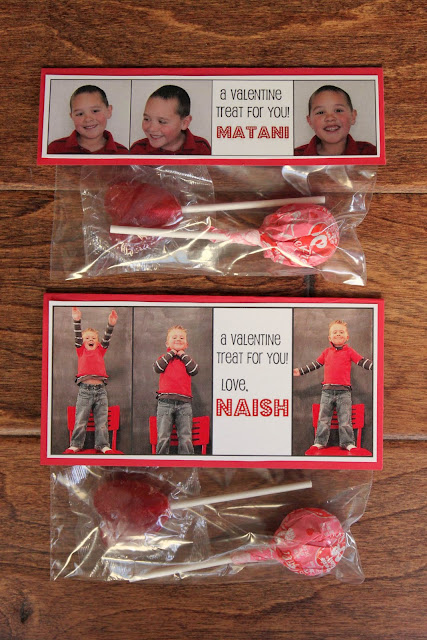 a valentine
treat for you!
MATANI
a valentine
treat for you!
Love,
NAISH